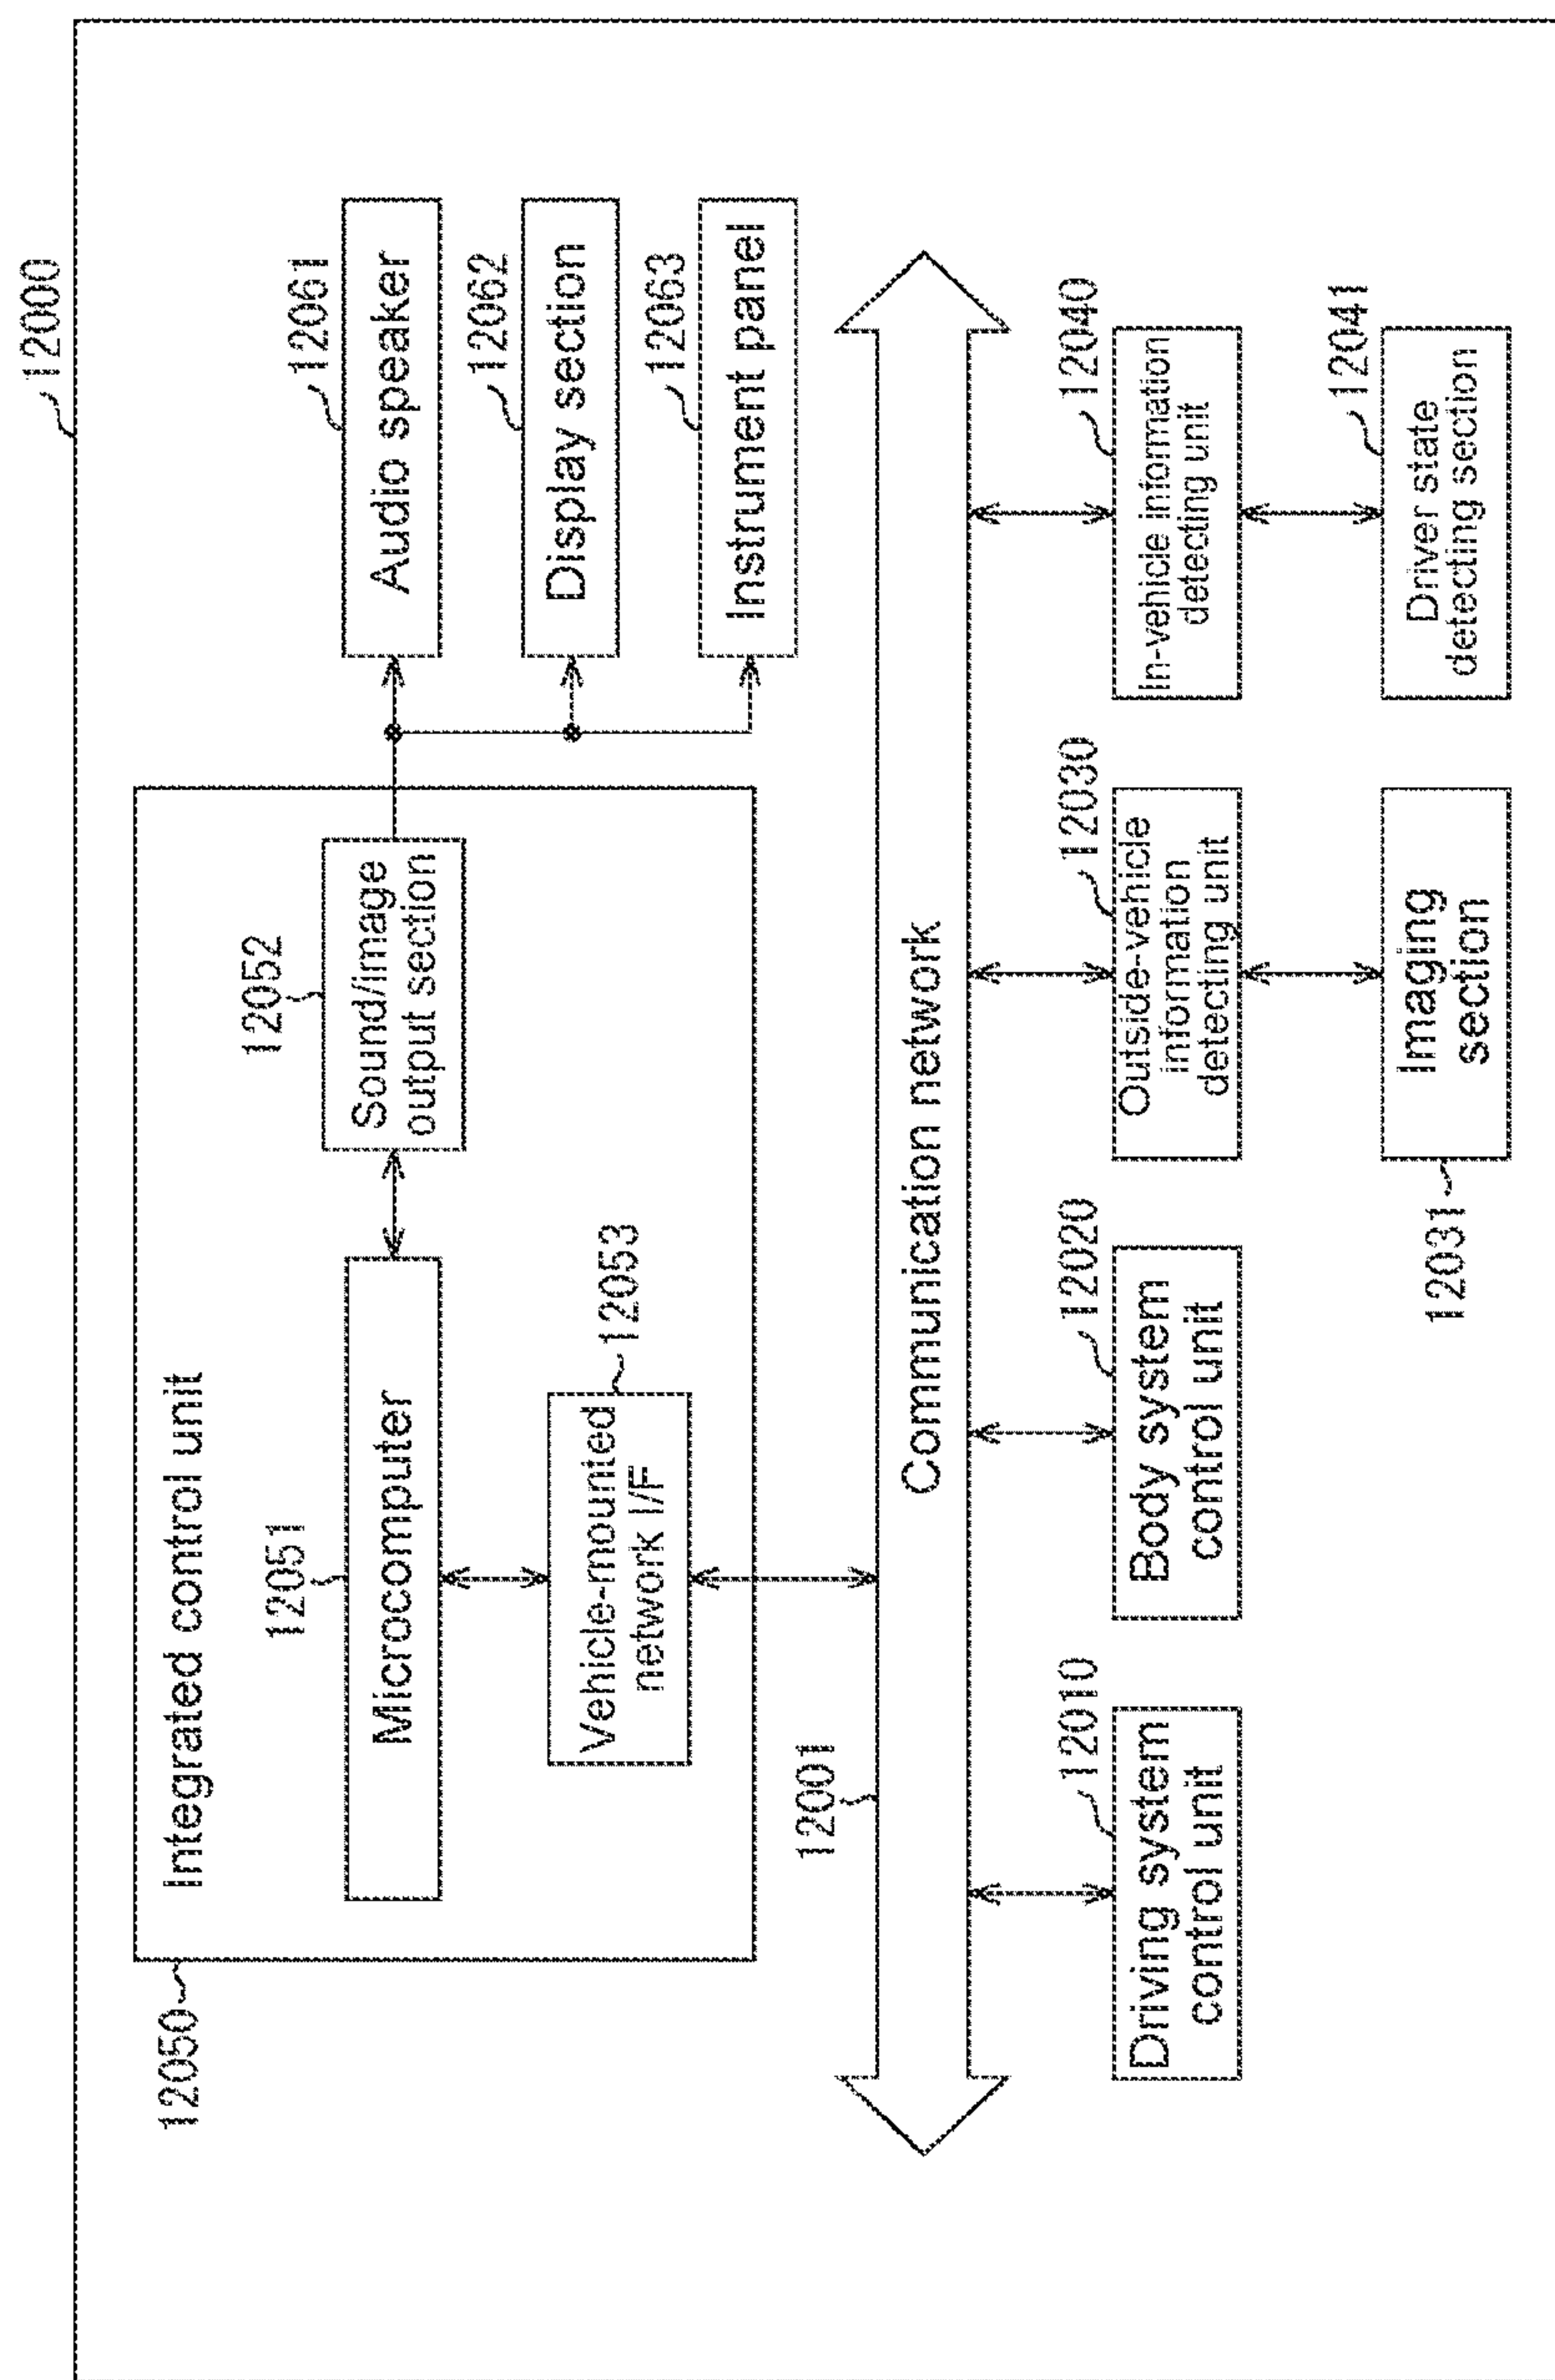 12000
12050
Integrated control unit
12051
Microcomputer
12052
Sound/image
output section
12061
Audio speaker
12062
Display section
12063
Instrument panel
12053
Vehicle-mounted
network I/F
12001
Communication network
12010
Driving system
control unit
12020
Body system
control unit
12030
Outside-vehicle
information
detecting unit
12040
In-vehicle information
detecting unit
12031
Imaging
section
12041
Driver state
detecting section